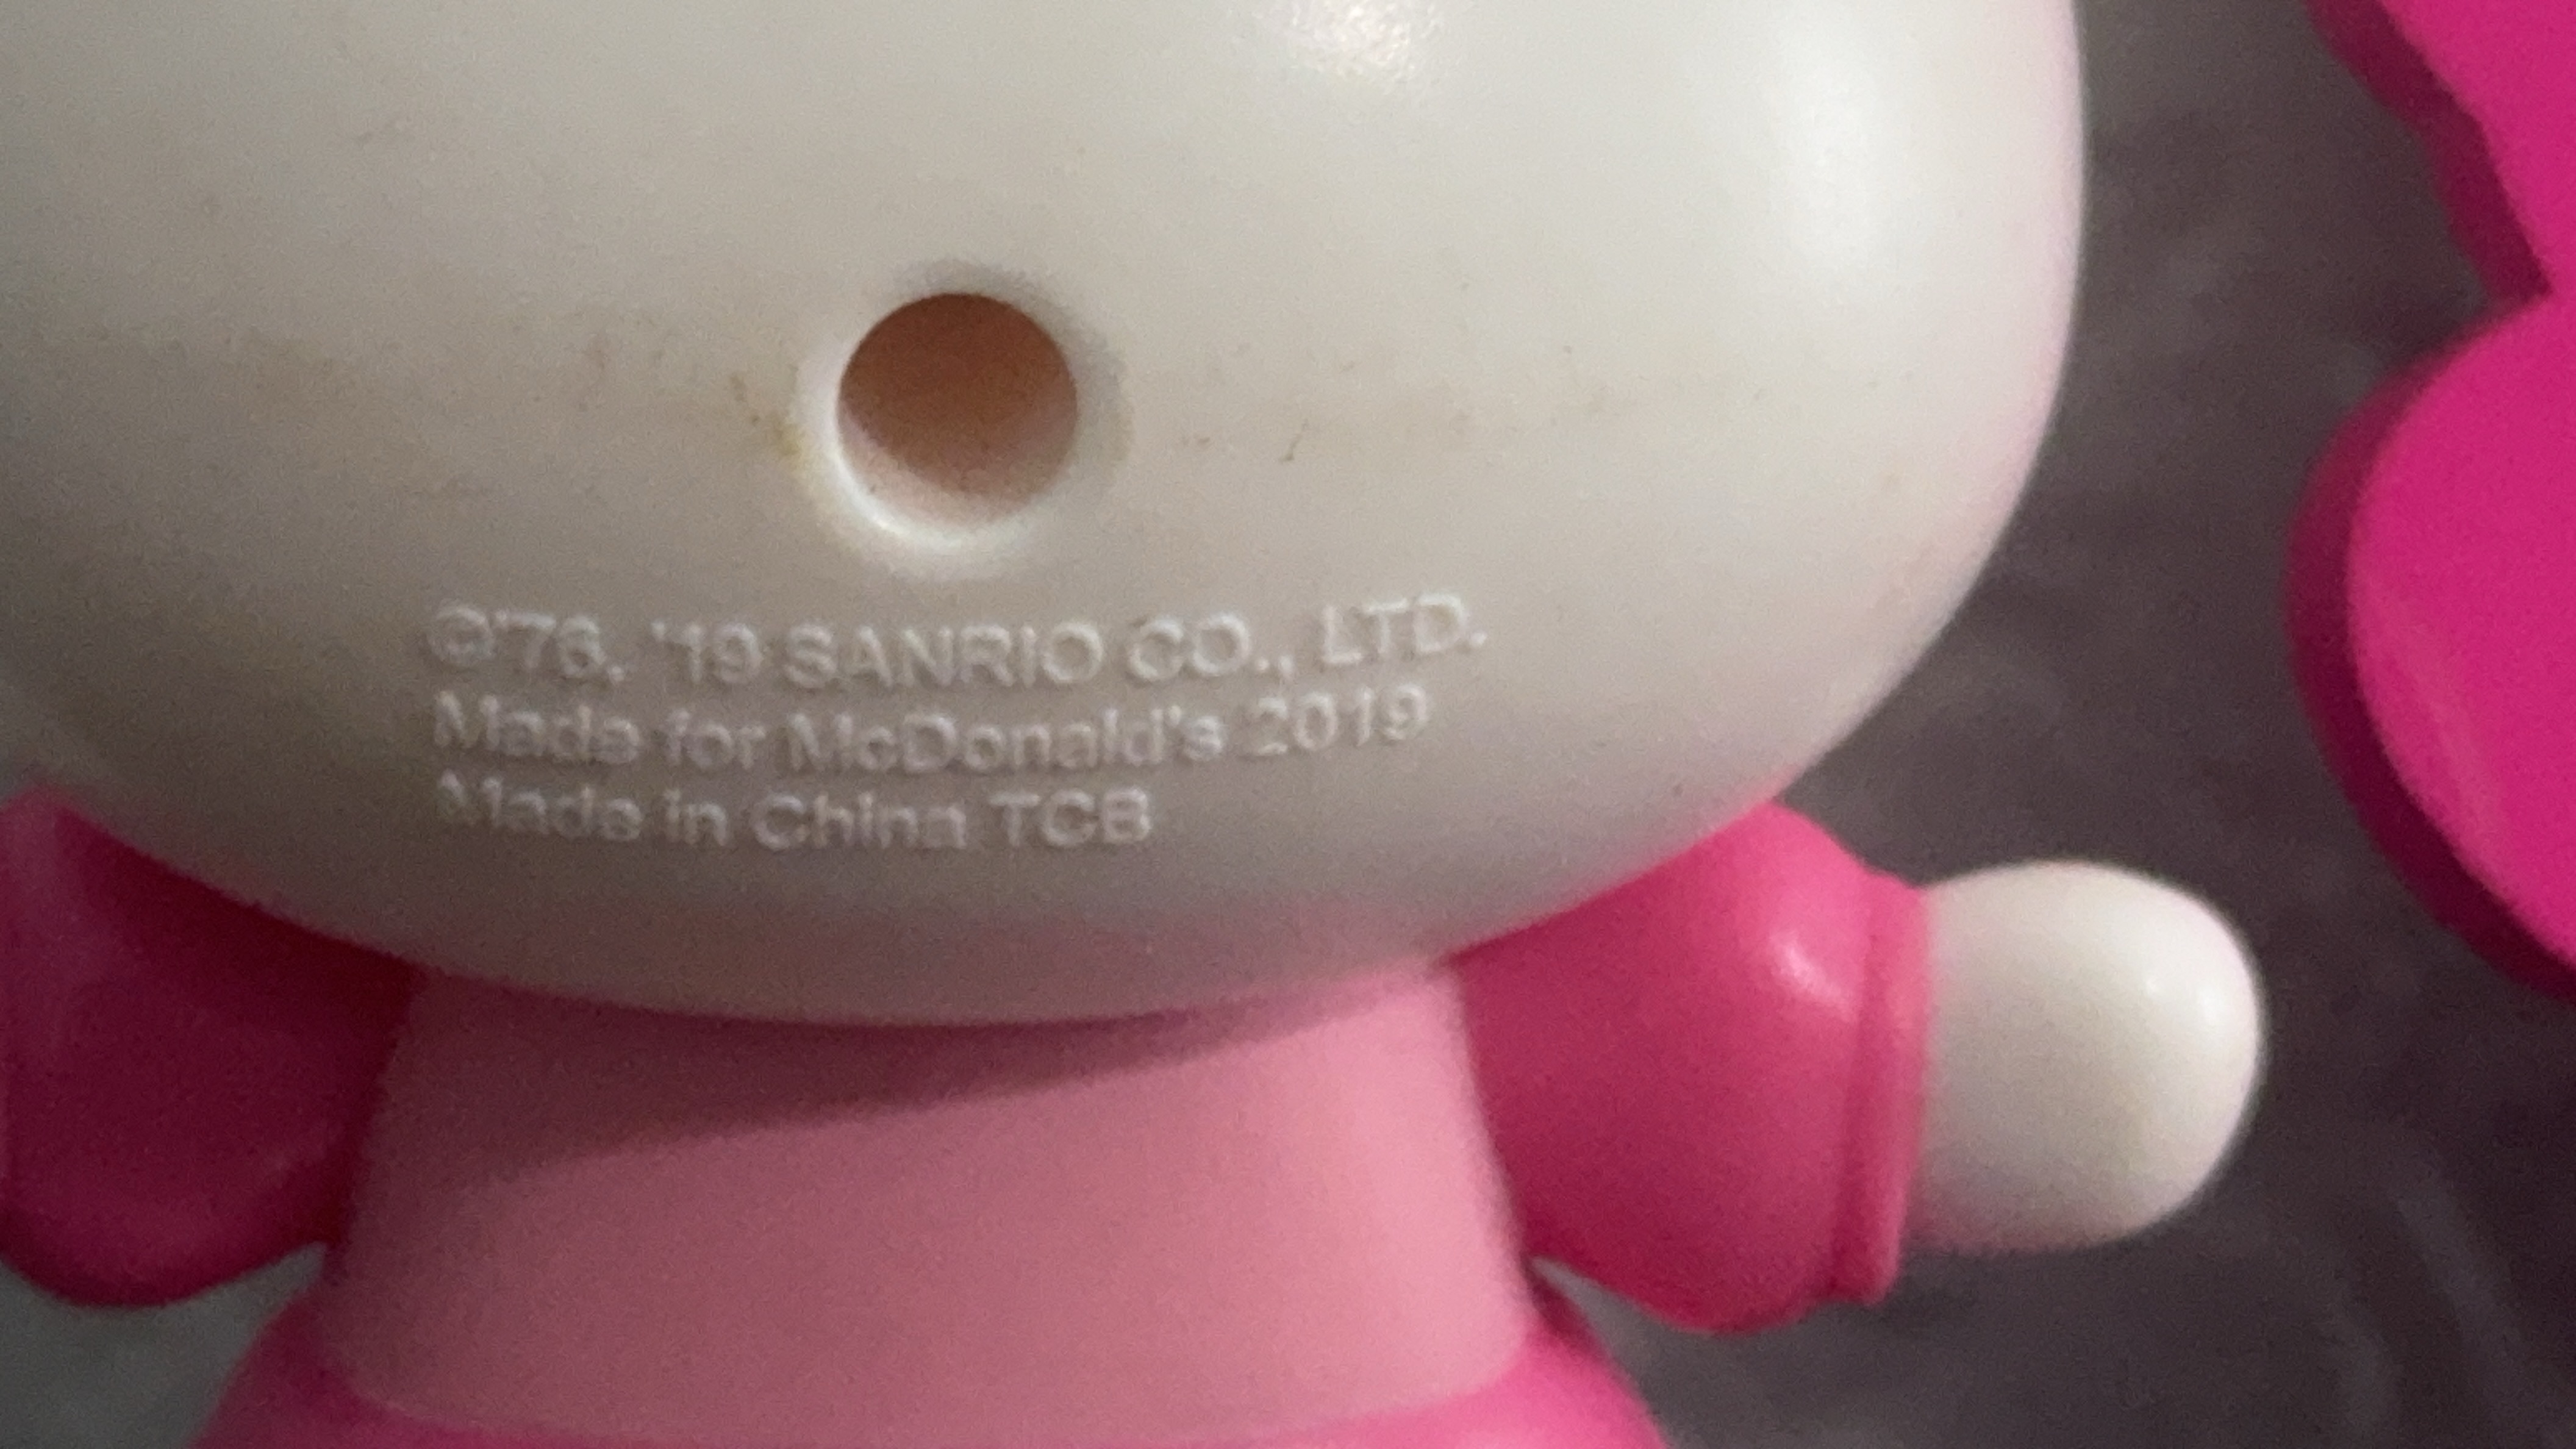 ©'76, '19 SANRIO CO., LTD.
Made for McDonald's 2019
Made in China TCB